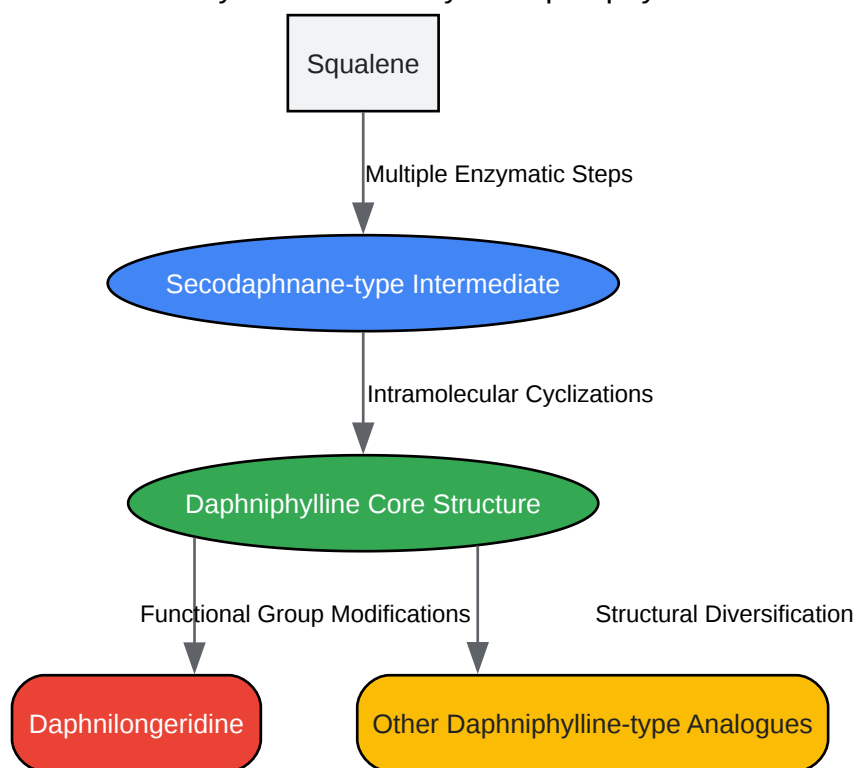 Squalene
Multiple Enzymatic Steps
Secodaphnane-type Intermediate
Intramolecular Cyclizations
Daphniphylline Core Structure
Functional Group Modifications
Structural Diversification
Daphnilongeridine
Other Daphniphylline-type Analogues